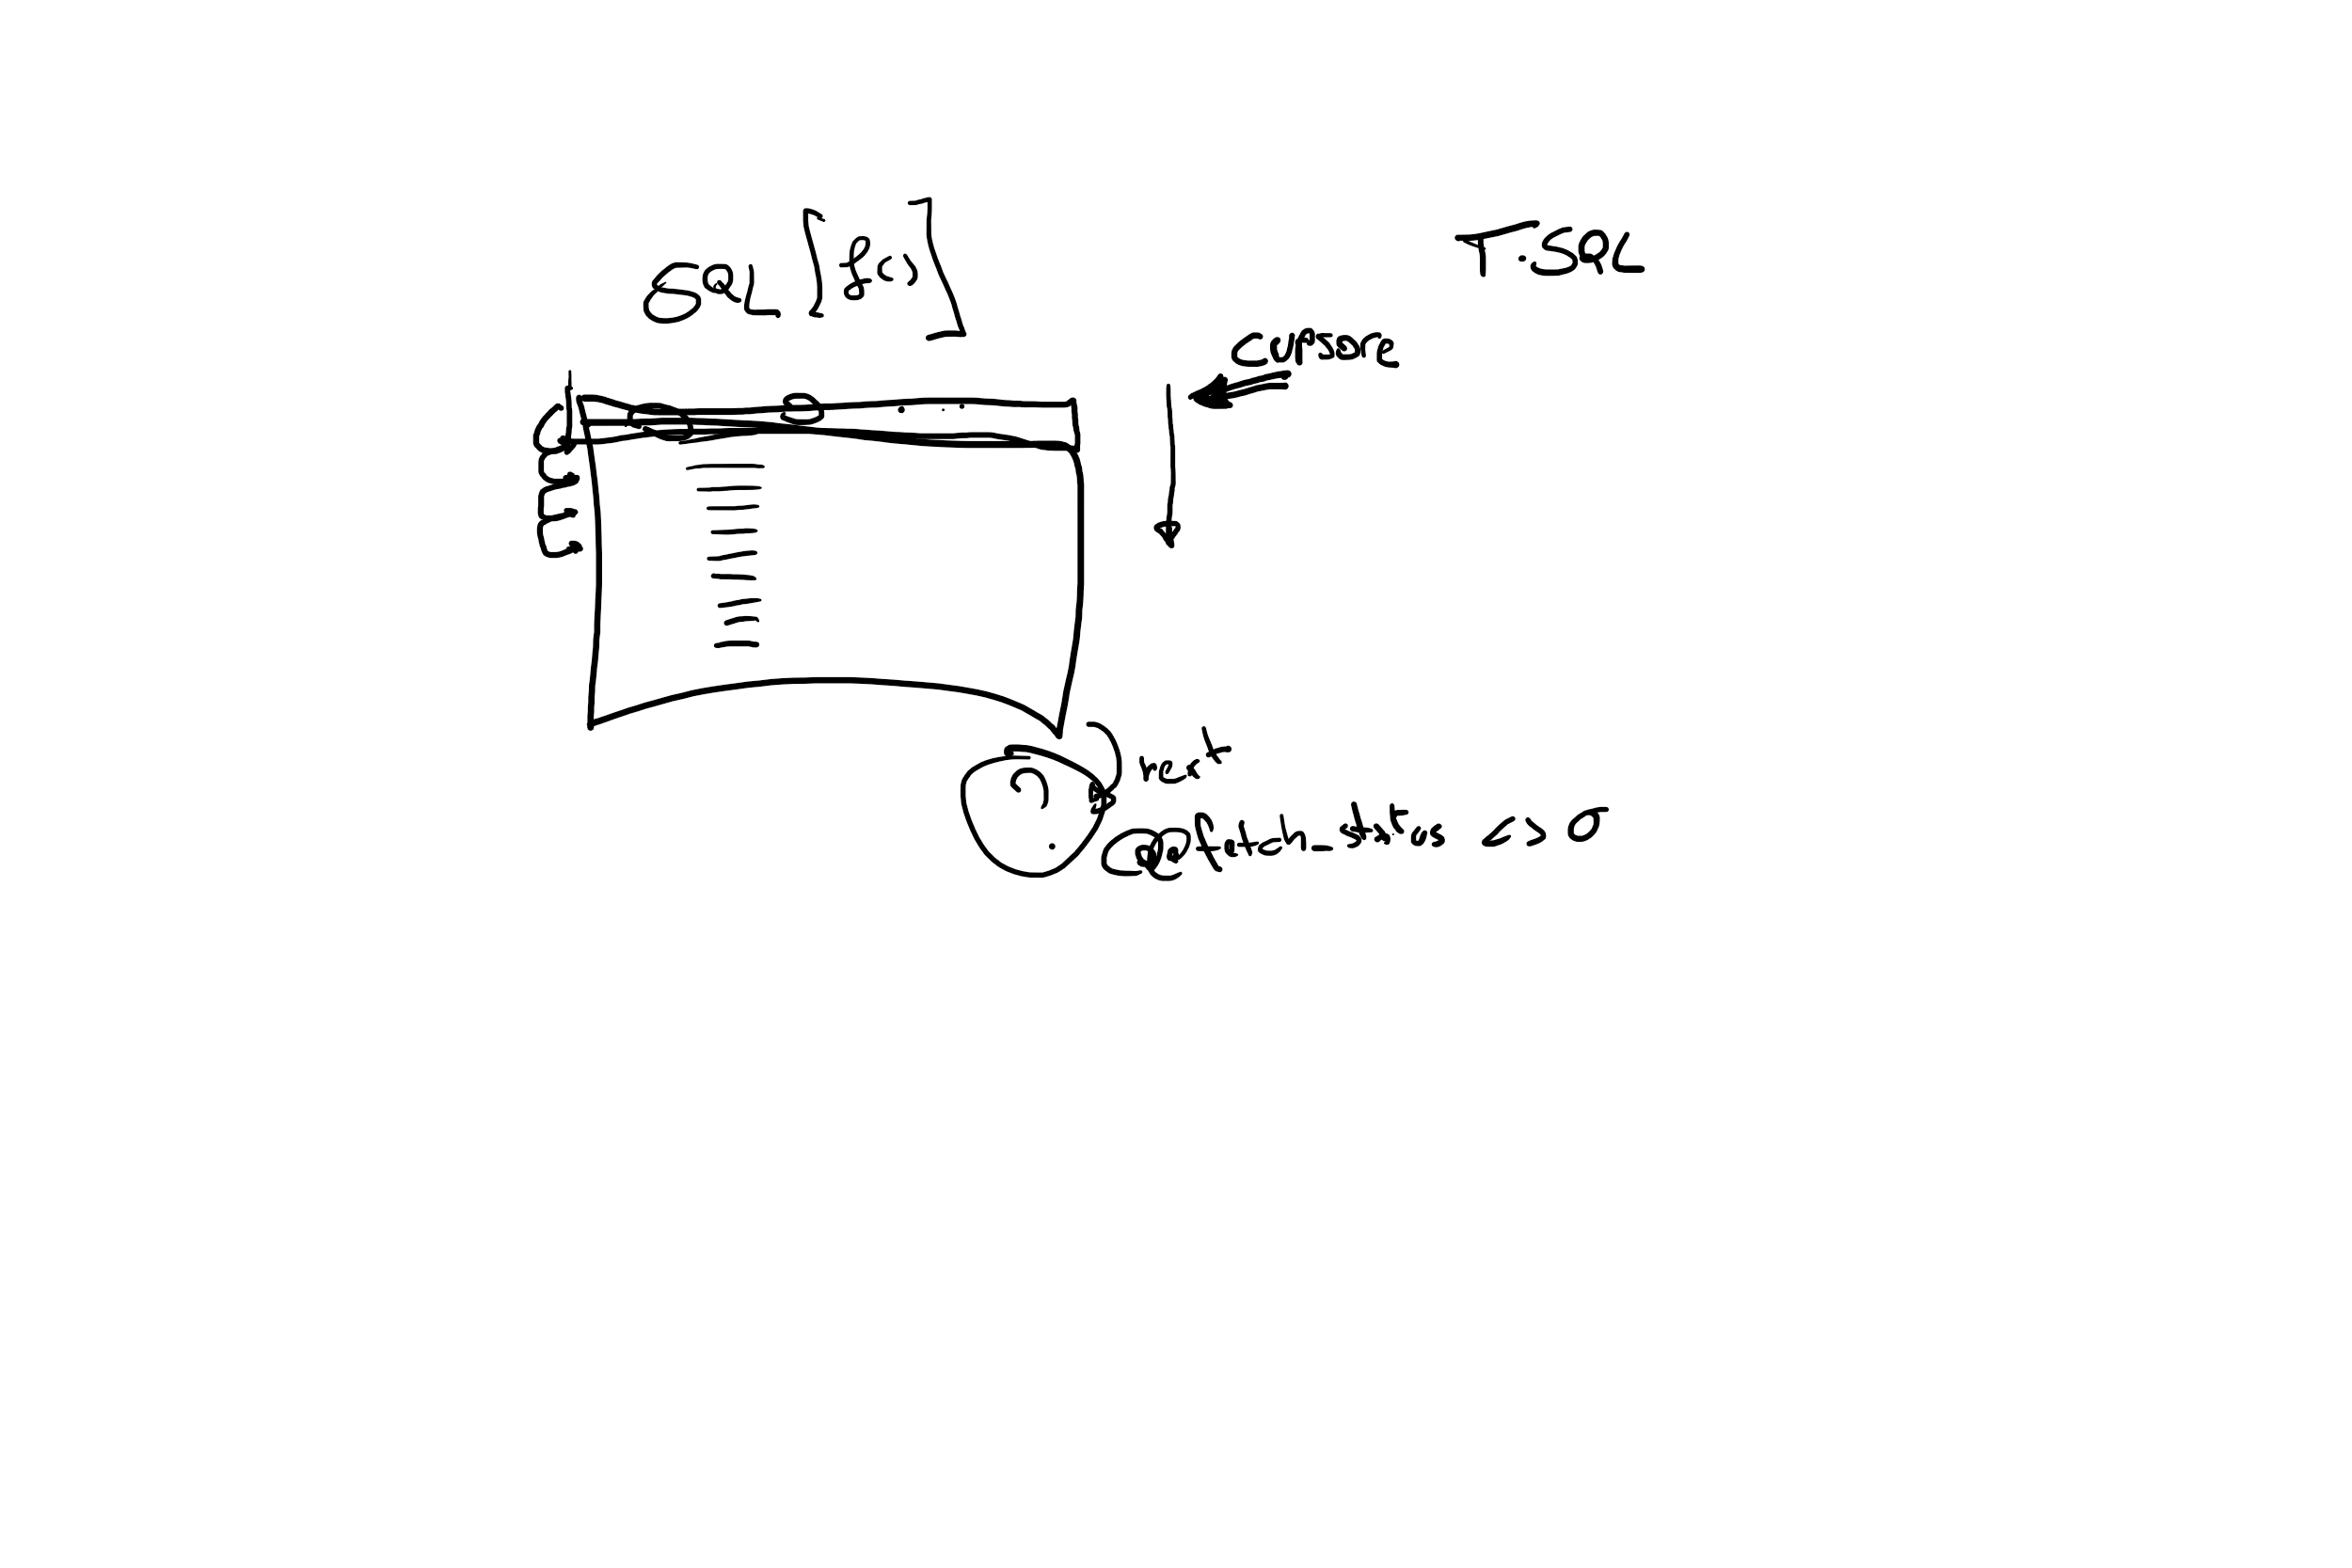 SQL [f()]
T.SQL
Cursore
?
next
@@fetch_status <> 0